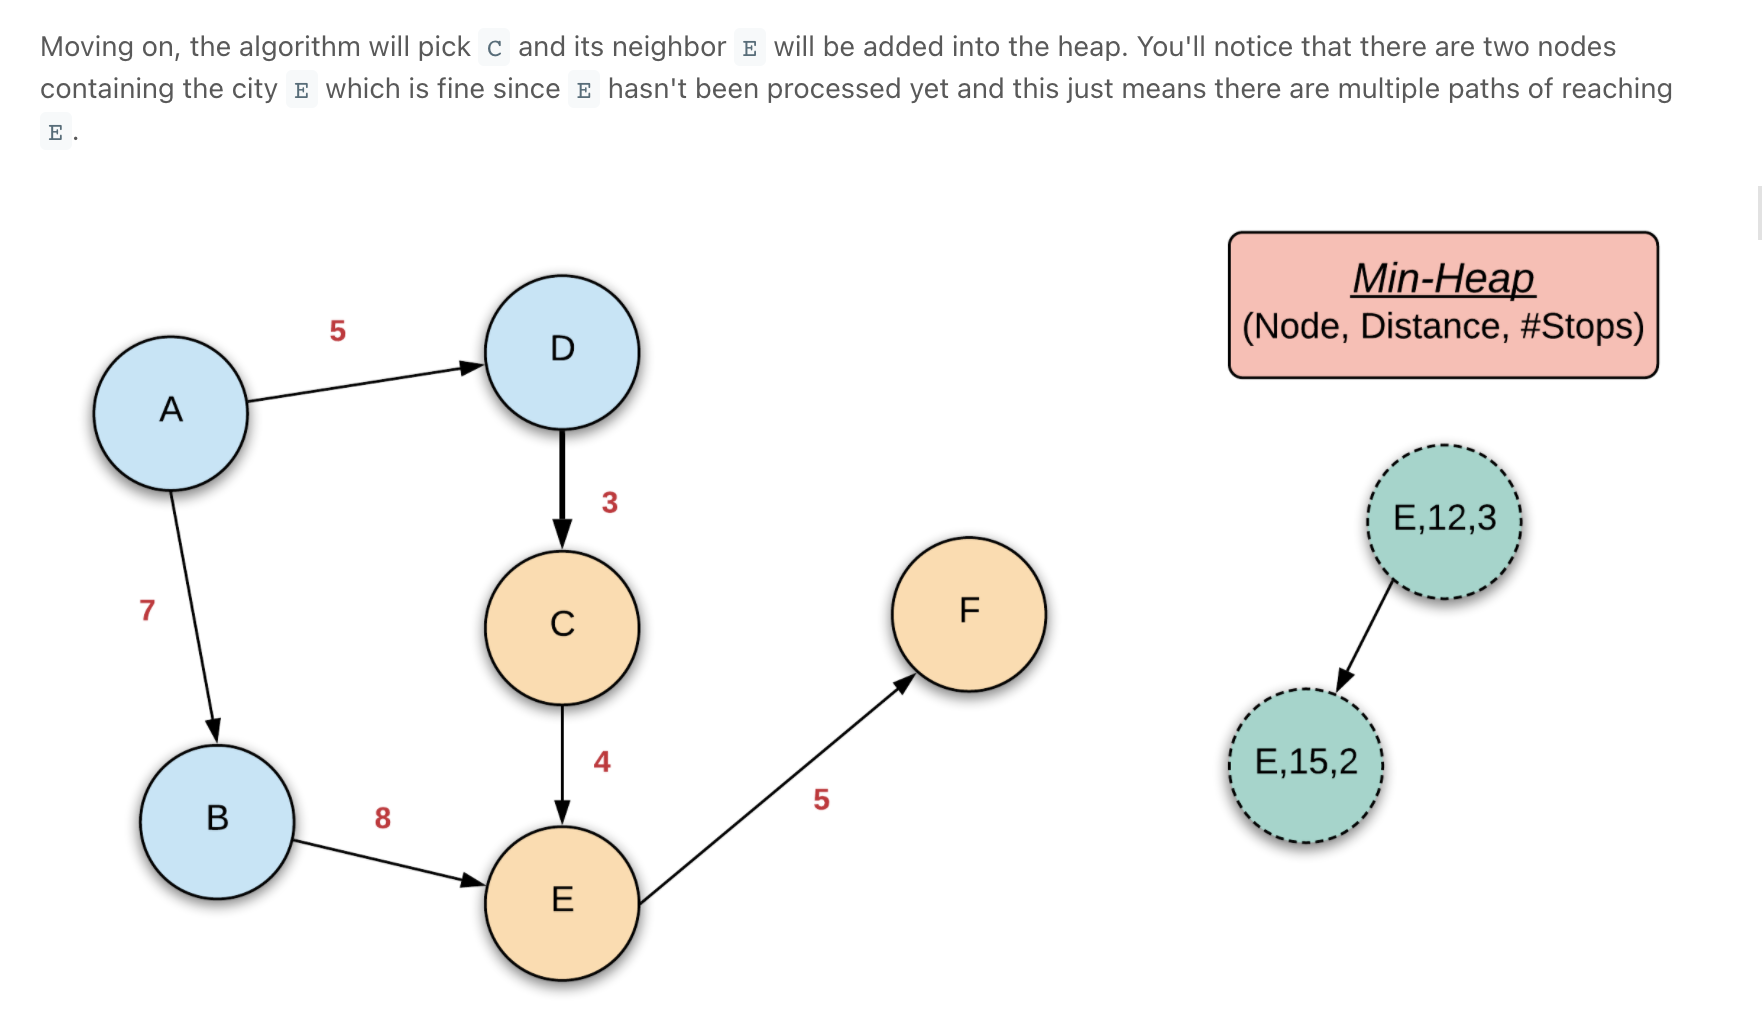 Moving on, the algorithm will pick C and its neighbor E will be added into the heap. You'll notice that there are two nodes
containing the city E which is fine since E hasn't been processed yet and this just means there are multiple paths of reaching
E .
Min-Heap
(Node, Distance, #Stops)
5
D
A
3
E,12,3
7
C
F
4
E,15,2
5
B
8
E